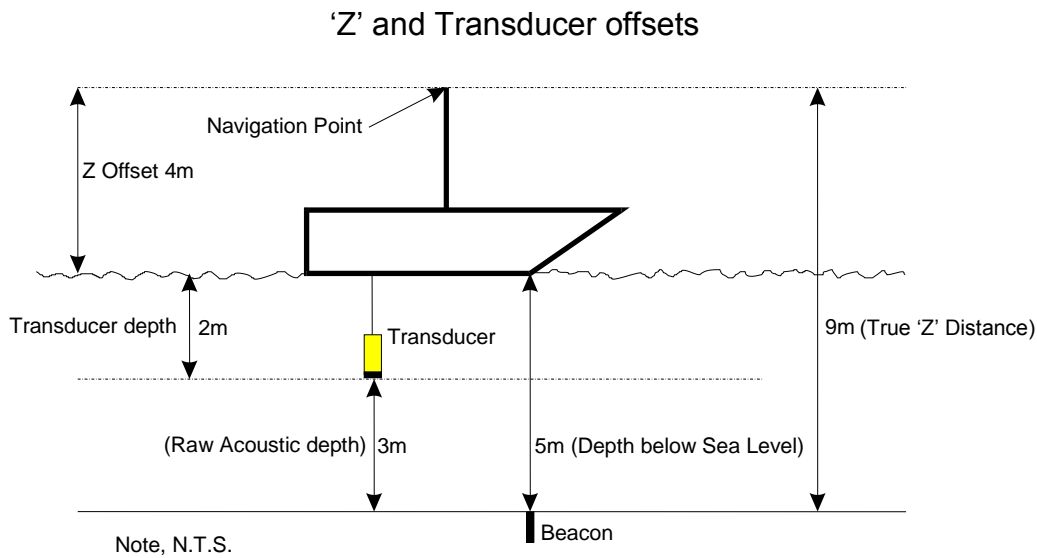 ‘Z’ and Transducer offsets
Navigation Point
Z Offset 4m
Transducer depth
2m
Transducer
9m (True ‘Z’ Distance)
(Raw Acoustic depth)
3m
5m (Depth below Sea Level)
Beacon
Note, N.T.S.